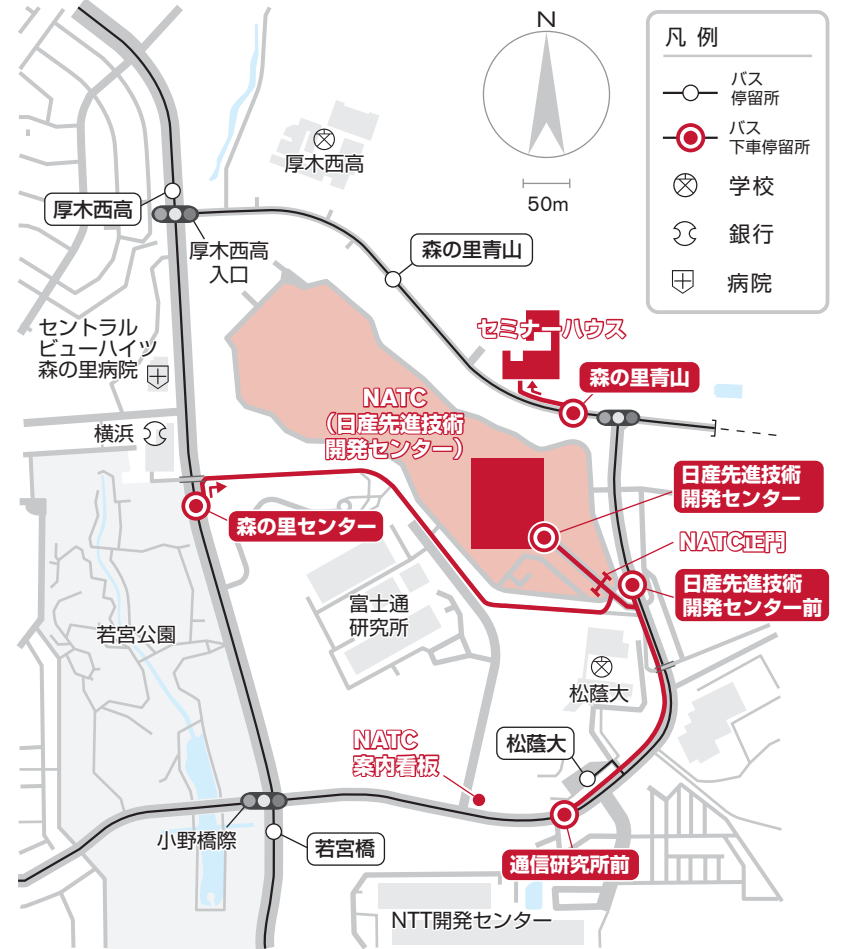 N
50m
凡 例
バス
停留所
バス
下車停留所
学校
銀行
病院
厚木西高
厚木西高
厚木西高
入口
森の里青山
セミナーハウス
森の里青山
セントラル
ビューハイツ
森の里病院
横浜
NATC
(日産先進技術
開発センター)
日産先進技術
開発センター
NATC正門
日産先進技術
開発センター前
森の里センター
富士通
研究所
若宮公園
松蔭大
松蔭大
NATC
案内看板
小野橋際
若宮橋
通信研究所前
NTT開発センター